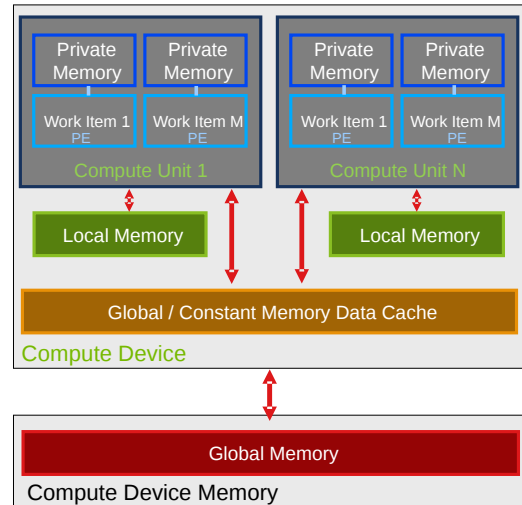 Private Memory
Private Memory
Private Memory
Private Memory
Work Item 1
PE
Work Item M
PE
Work Item 1
PE
Work Item M
PE
Compute Unit 1
Compute Unit N
Local Memory
Local Memory
Global / Constant Memory Data Cache
Compute Device
Global Memory
Compute Device Memory